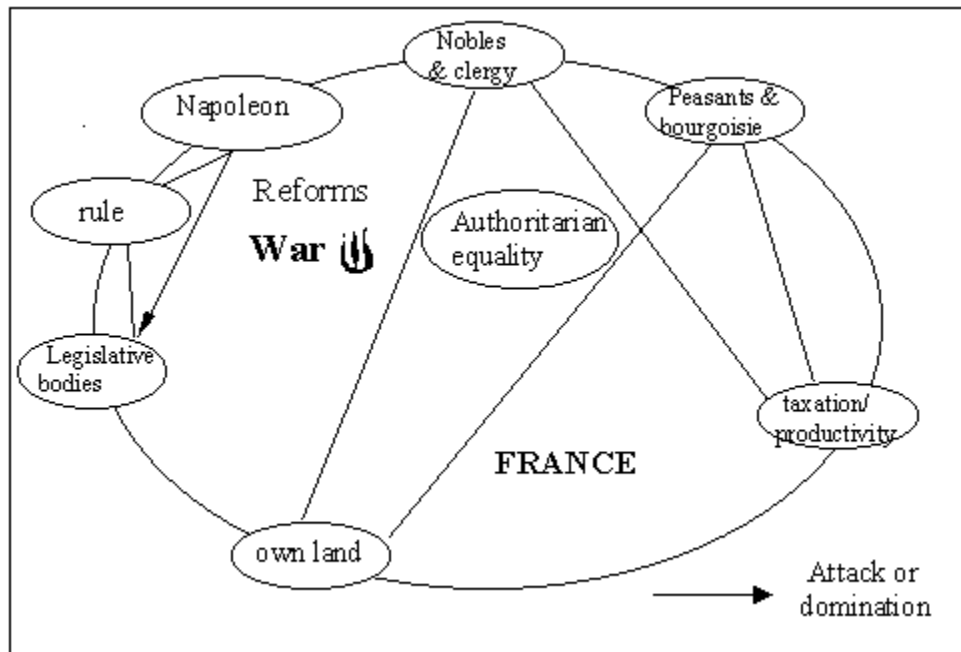 Nobles
& clergy
Napoleon
Peasants &
bourgoisie
rule
Reforms
War
Authoritarian
equality
Legislative
bodies
taxation/
productivity
FRANCE
own land
Attack or
domination